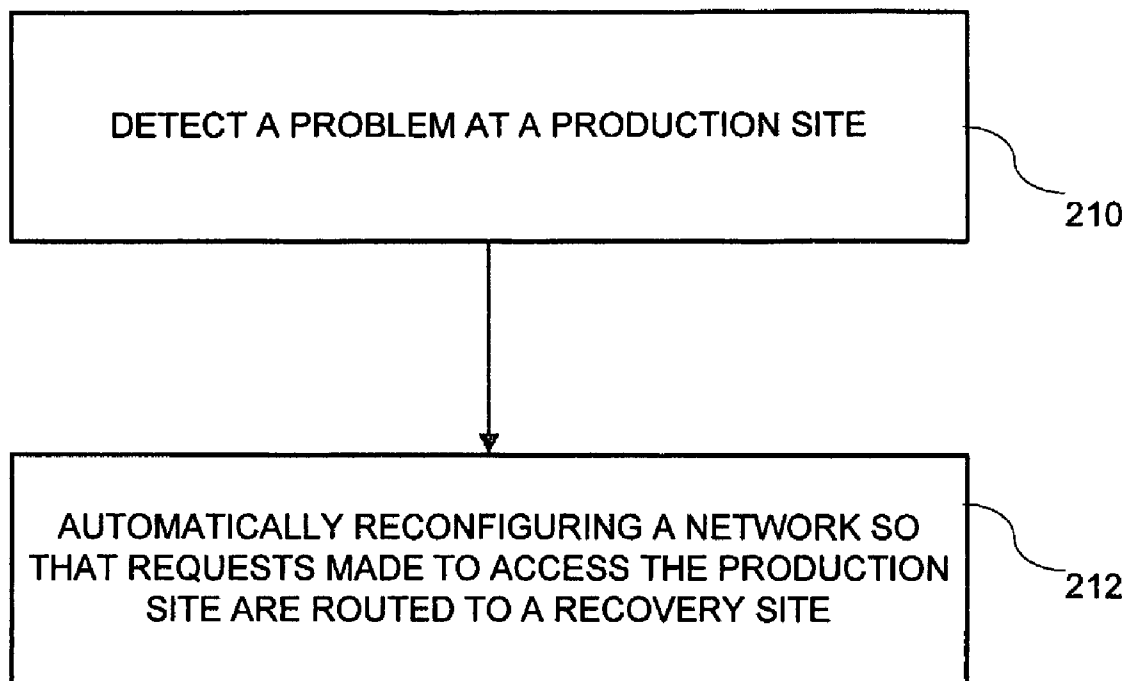 DETECT A PROBLEM AT A PRODUCTION SITE
210
AUTOMATICALLY RECONFIGURING A NETWORK SO
THAT REQUESTS MADE TO ACCESS THE PRODUCTION
SITE ARE ROUTED TO A RECOVERY SITE
212